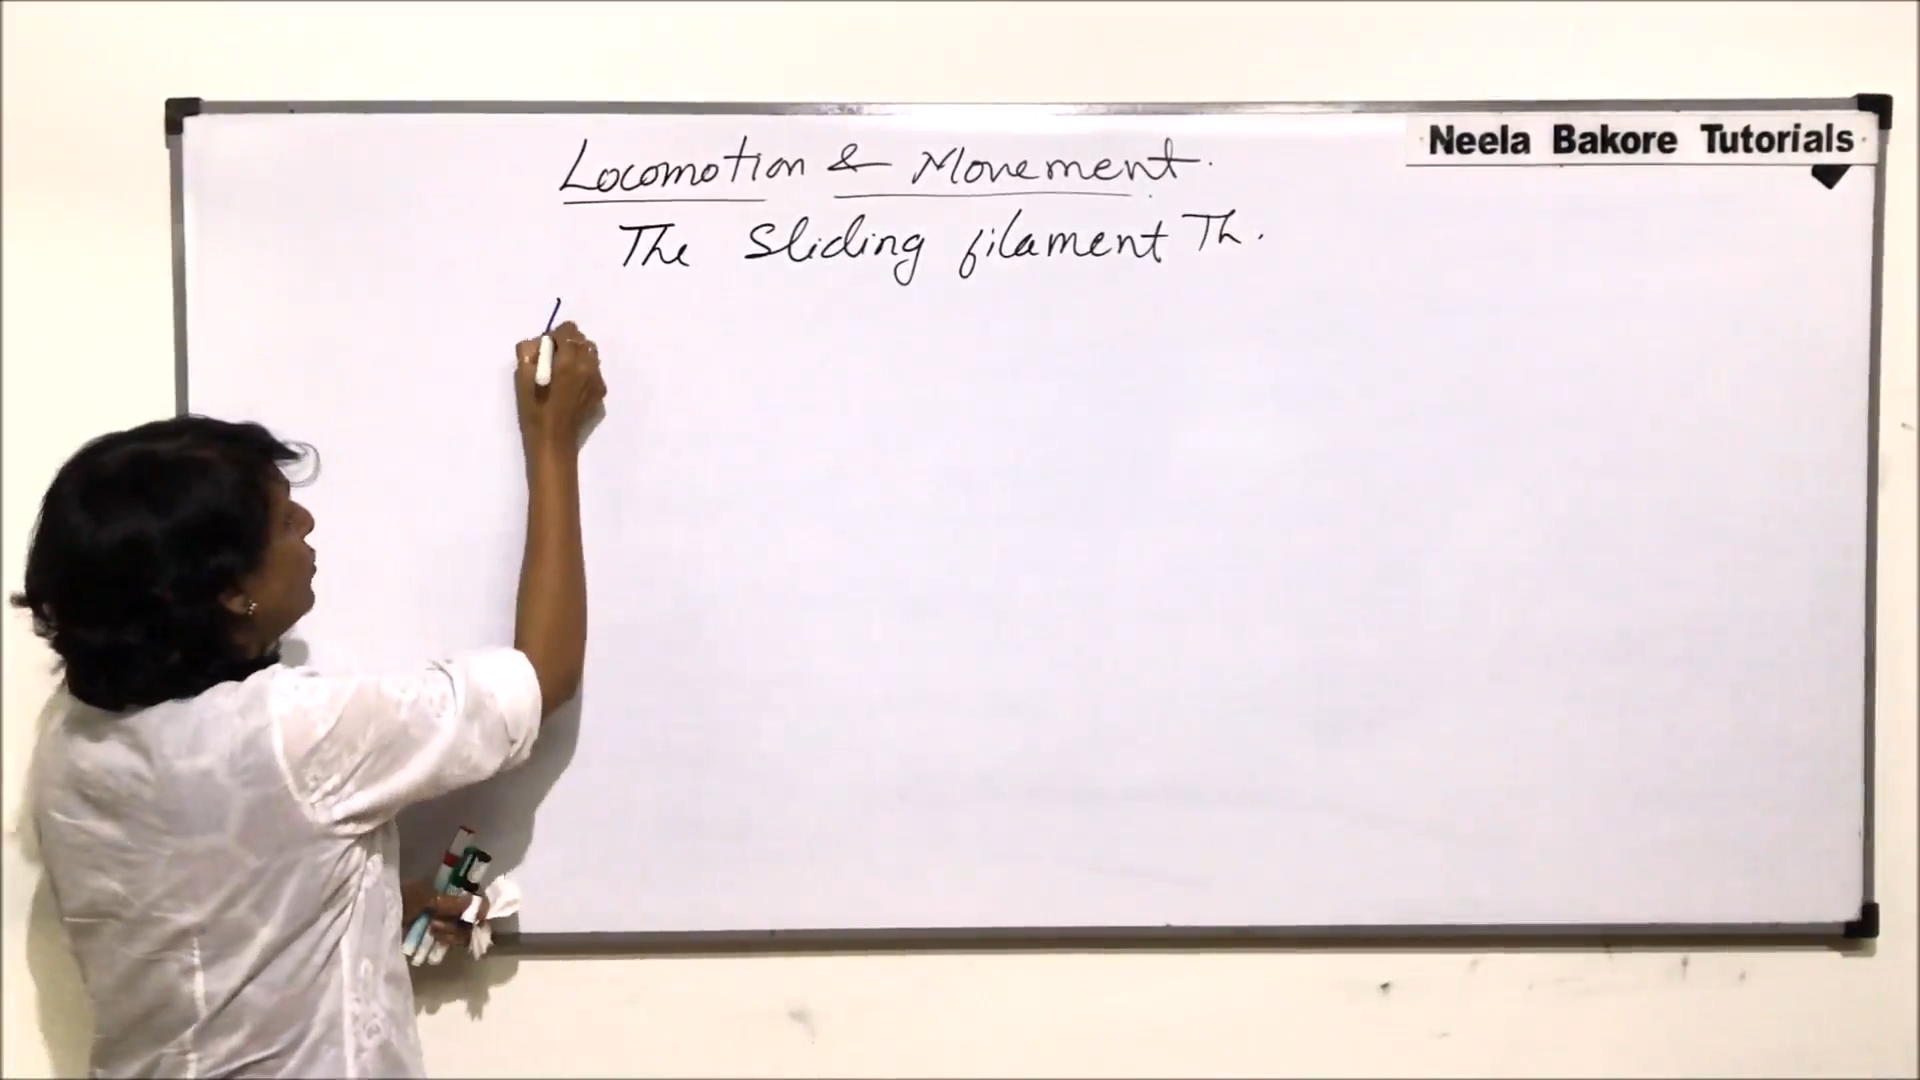 Neela Bakore Tutorials
Locomotion & Movement.
The Sliding filament Th.